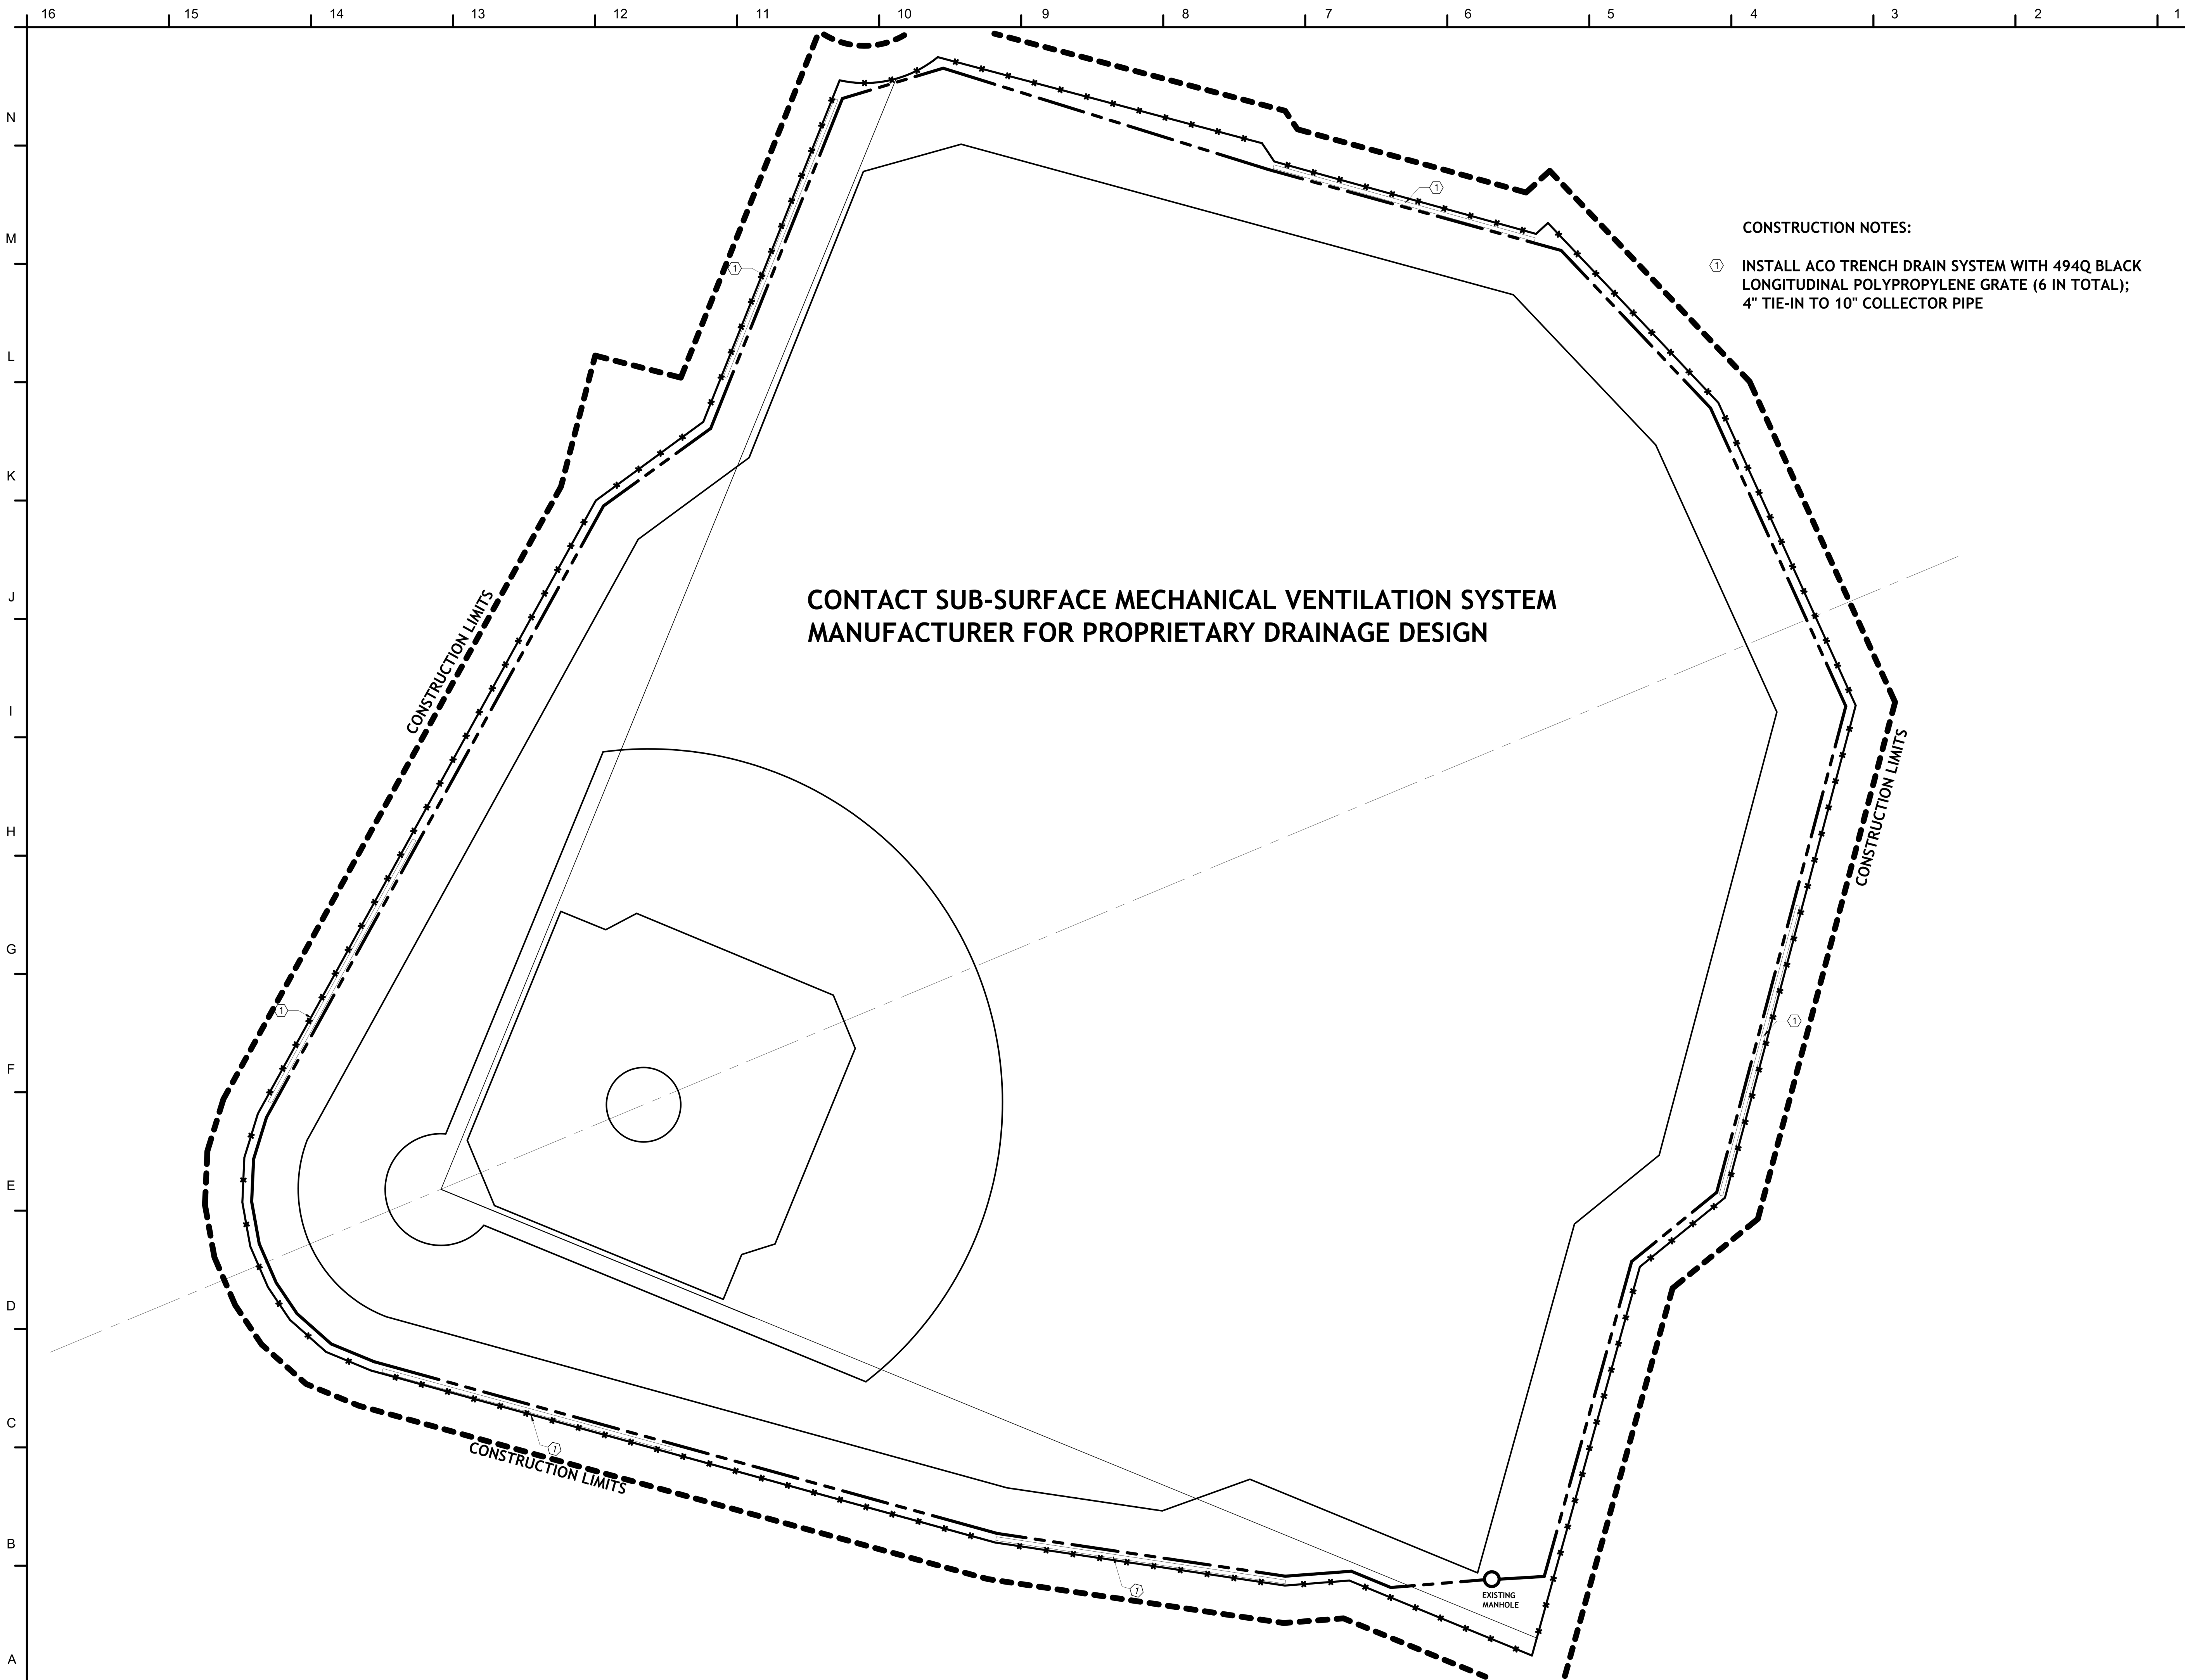 16 15 14 13 12 11 10 9 8 7 6 5 4 3 2 1
N
1
CONSTRUCTION NOTES:
M
1
1 INSTALL ACO TRENCH DRAIN SYSTEM WITH 494Q BLACK
LONGITUDINAL POLYPROPYLENE GRATE (6 IN TOTAL);
4" TIE-IN TO 10" COLLECTOR PIPE
L
K
J
CONTACT SUB-SURFACE MECHANICAL VENTILATION SYSTEM
MANUFACTURER FOR PROPRIETARY DRAINAGE DESIGN
CONSTRUCTION LIMITS
I
CONSTRUCTION LIMITS
H
G
1
1
F
E
D
C
1
CONSTRUCTION LIMITS
B
1
EXISTING
MANHOLE
A